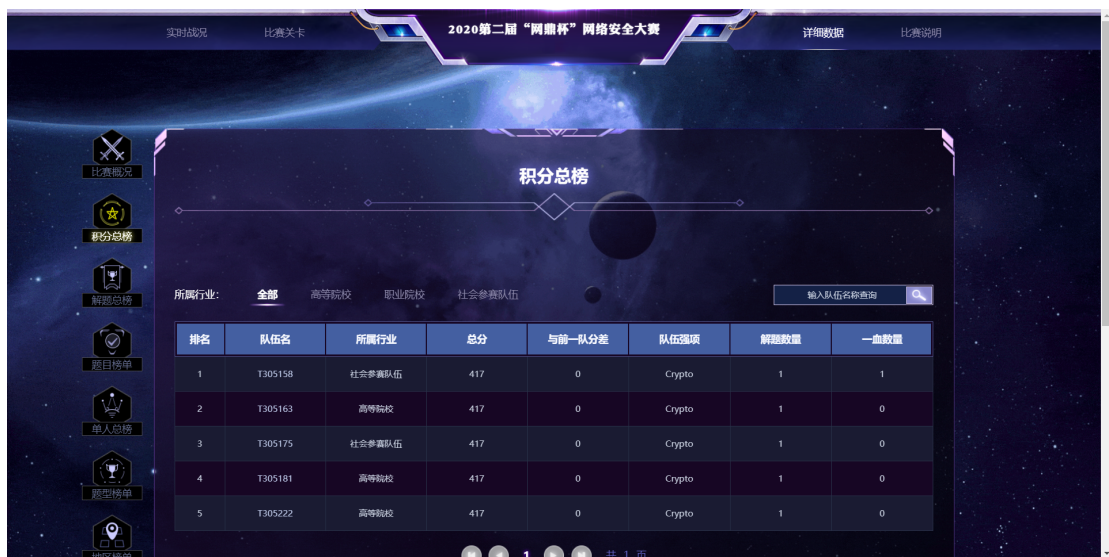 实时战况 比赛关卡 2020第二届“网鼎杯”网络安全大赛 详细数据 比赛说明
比赛概况
积分总榜
积分总榜
解题总榜
题目榜单
单人总榜
题型榜单
地区榜单
所属行业: 全部 高等院校 职业院校 社会参赛队伍 输入队伍名称查询
排名 队伍名 所属行业 总分 与前一队分差 队伍强项 解题数量 一血数量
1 T305158 社会参赛队伍 417 0 Crypto 1 1
2 T305163 高等院校 417 0 Crypto 1 0
3 T305175 社会参赛队伍 417 0 Crypto 1 0
4 T305181 高等院校 417 0 Crypto 1 0
5 T305222 高等院校 417 0 Crypto 1 0
1 共 1 页